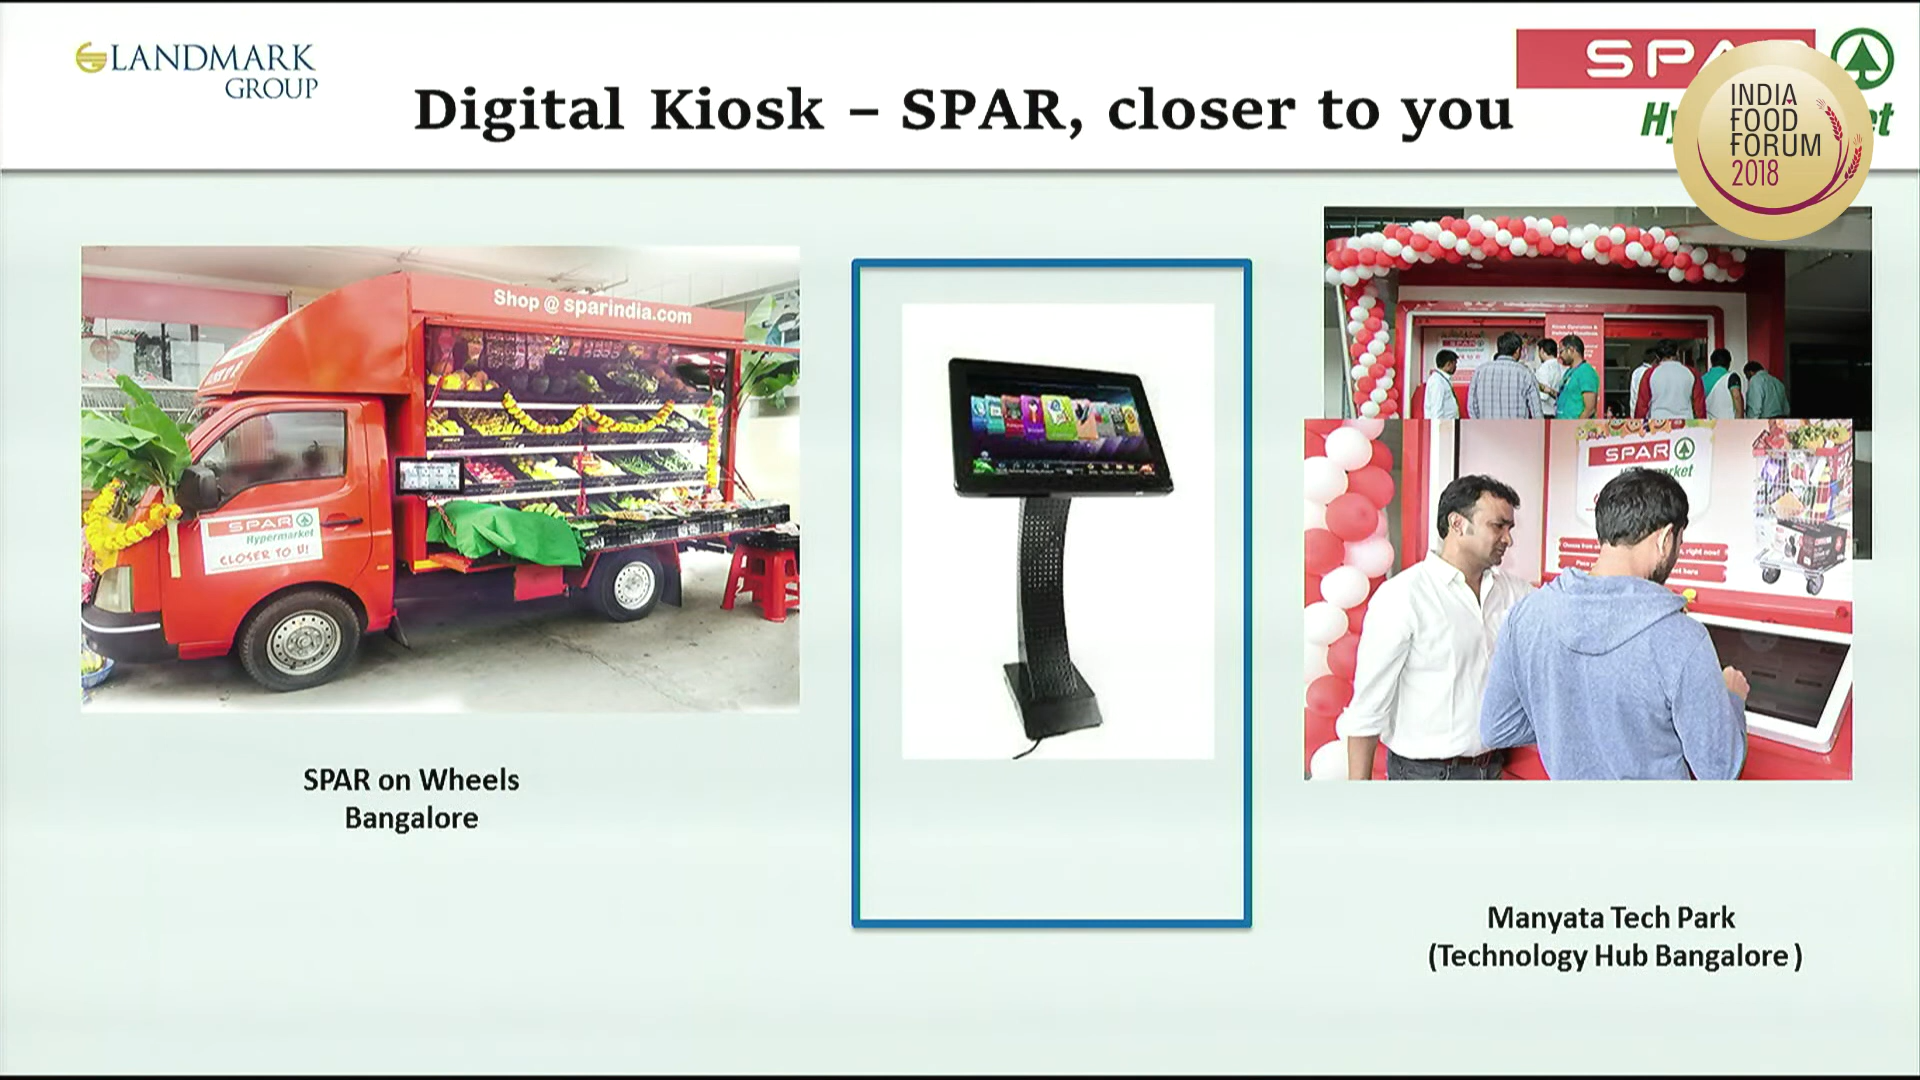 LANDMARK
GROUP
Digital Kiosk – SPAR, closer to you
INDIA
FOOD
FORUM
2018
Shop @ sparindia.com
SPAR
Hypermarket
CLOSER TO U!
SPAR
SPAR on Wheels
Bangalore
Manyata Tech Park
(Technology Hub Bangalore )